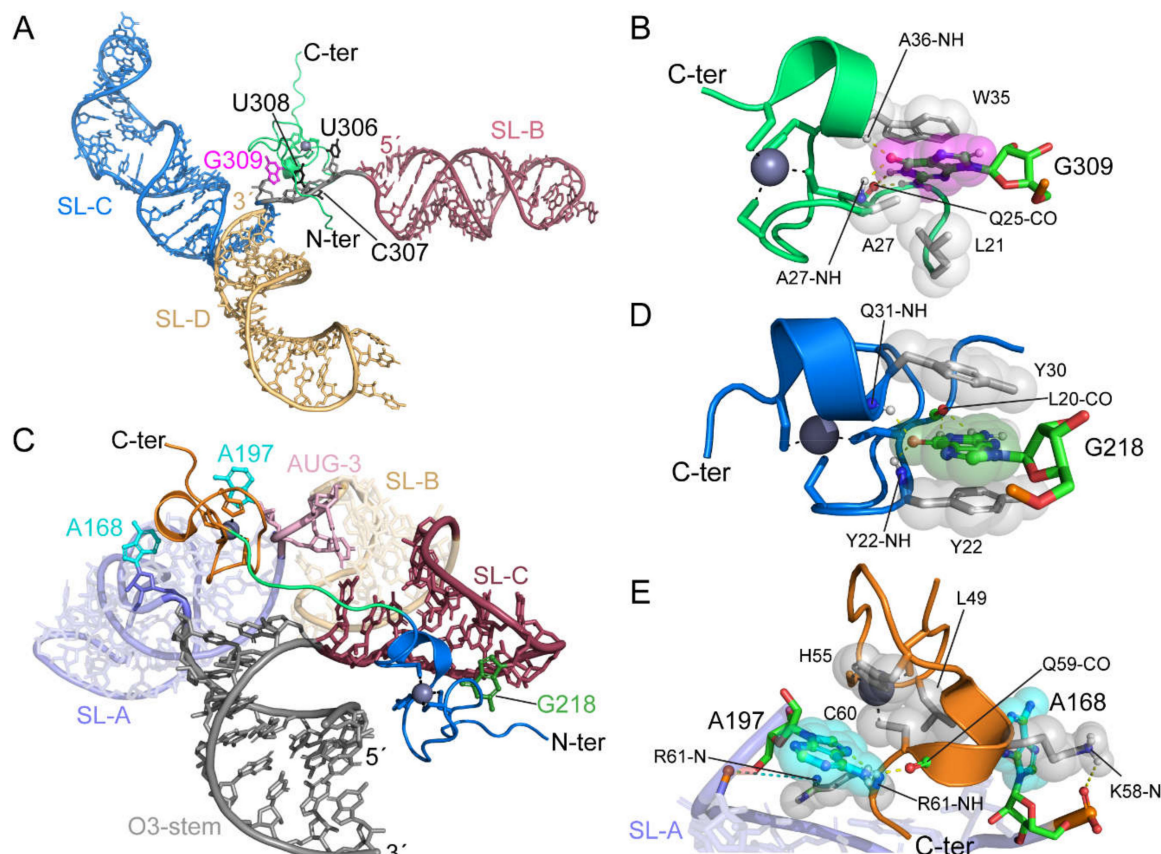 A
C-ter
U308
U306
G309
5´
SL-B
SL-C
3´
N-ter
C307
SL-D
B
A36-NH
C-ter
W35
G309
Q25-CO
A27
L21
A27-NH
D
Q31-NH
Y30
L20-CO
G218
C-ter
Y22-NH
Y22
C
C-ter
A197
AUG-3
SL-B
A168
SL-C
SL-A
G218
5´
N-ter
O3-stem
3´
E
L49
H55
Q59-CO
A197
C60
A168
R61-N
R61-NH
K58-N
SL-A
C-ter